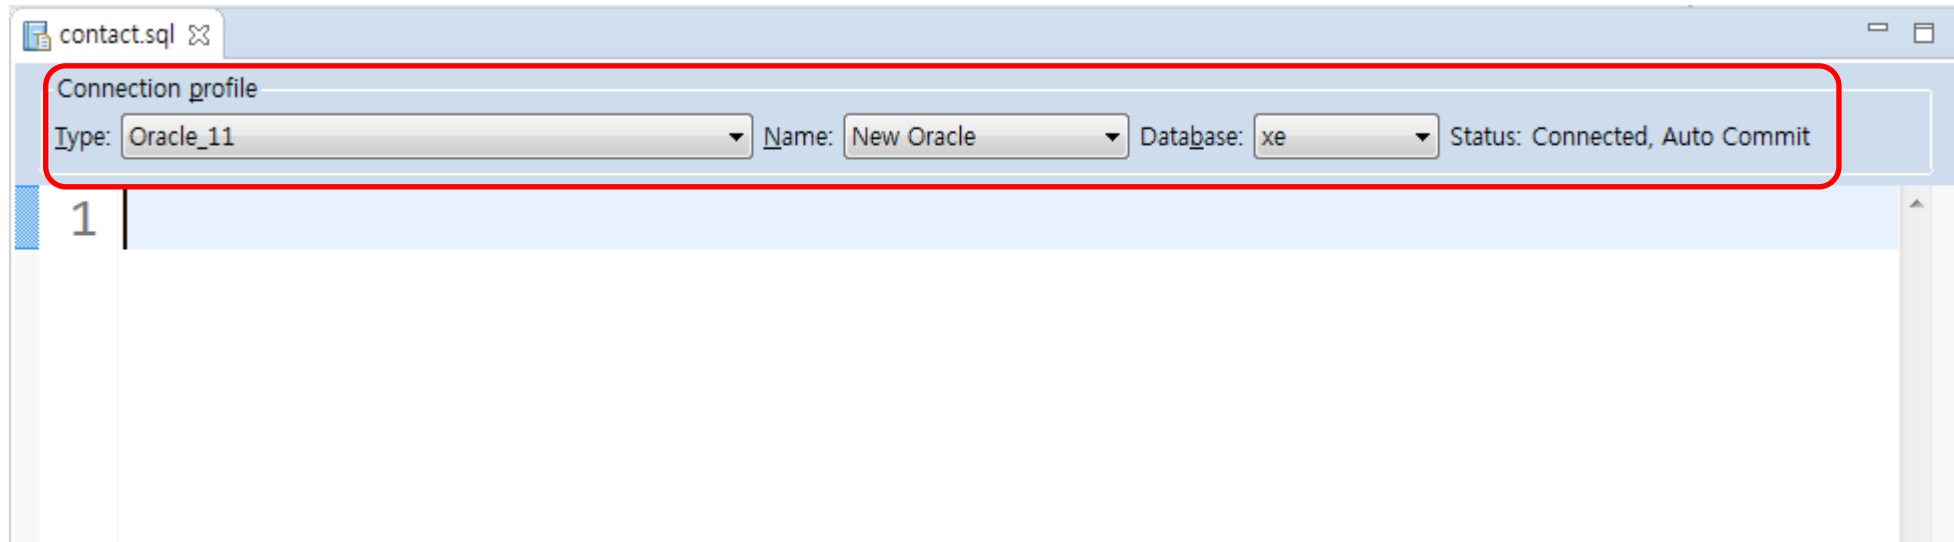 contact.sql
Connection profile
Type: Oracle_11 Name: New Oracle Database: xe Status: Connected, Auto Commit
1